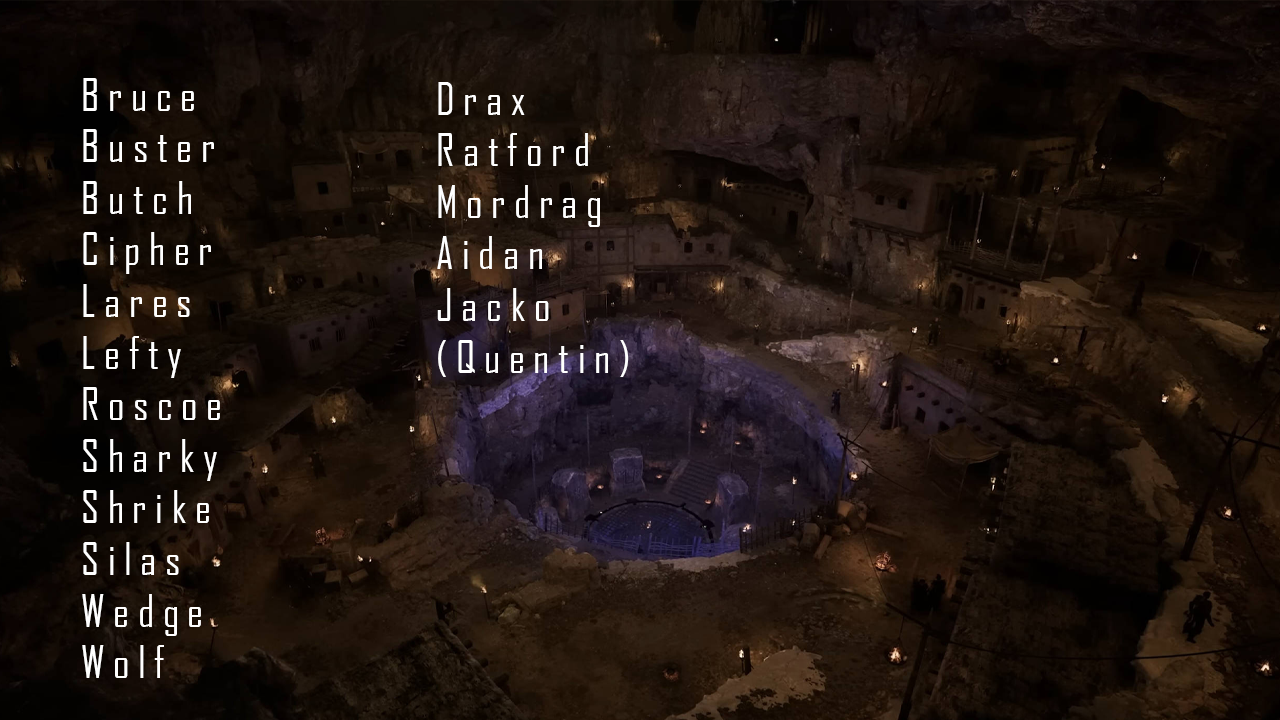 Bruce
Buster
Butch
Cipher
Lares
Lefty
Roscoe
Sharky
Shrike
Silas
Wedge
Wolf
Drax
Ratford
Mordrag
Aidan
Jacko
(Quentin)